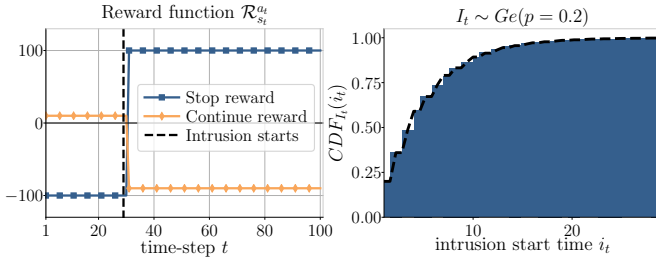 Reward function $\mathcal{R}^{a_t}_{s_t}$
100
0
−100
Stop reward
Continue reward
Intrusion starts
1 20 40 60 80 100
time-step $t$
$I_t \sim Ge(p = 0.2)$
1.00
0.75
0.50
0.25
0.00
$CDF_{I_t}(i_t)$
10 20
intrusion start time $i_t$